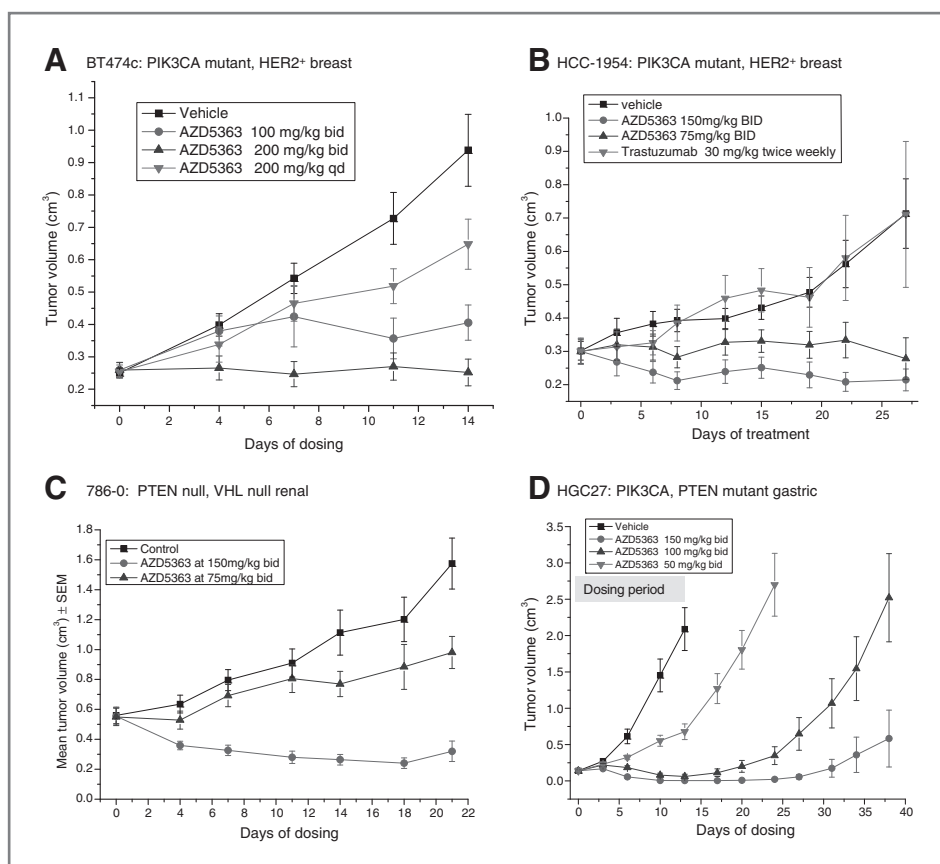 A BT474c: PIK3CA mutant, HER2⁺ breast
Vehicle
AZD5363 100 mg/kg bid
AZD5363 200 mg/kg bid
AZD5363 200 mg/kg qd
1.1
1.0
0.9
0.8
0.7
0.6
0.5
0.4
0.3
0.2
Tumor volume (cm³)
0 2 4 6 8 10 12 14
Days of dosing
B HCC-1954: PIK3CA mutant, HER2⁺ breast
vehicle
AZD5363 150mg/kg BID
AZD5363 75mg/kg BID
Trastuzumab 30 mg/kg twice weekly
1.0
0.8
0.6
0.5
0.4
0.3
0.2
Tumor volume (cm³)
0 5 10 15 20 25
Days of treatment
C 786-0: PTEN null, VHL null renal
Control
AZD5363 at 150mg/kg bid
AZD5363 at 75mg/kg bid
1.8
1.6
1.4
1.2
1.0
0.8
0.6
0.4
0.2
0.0
Mean tumor volume (cm³) ± SEM
0 2 4 6 8 10 12 14 16 18 20 22
Days of dosing
D HGC27: PIK3CA, PTEN mutant gastric
Vehicle
AZD5363 150 mg/kg bid
AZD5363 100 mg/kg bid
AZD5363 50 mg/kg bid
Dosing period
3.5
3.0
2.5
2.0
1.5
1.0
0.5
0.0
Tumor volume (cm³)
0 5 10 15 20 25 30 35 40
Days of dosing